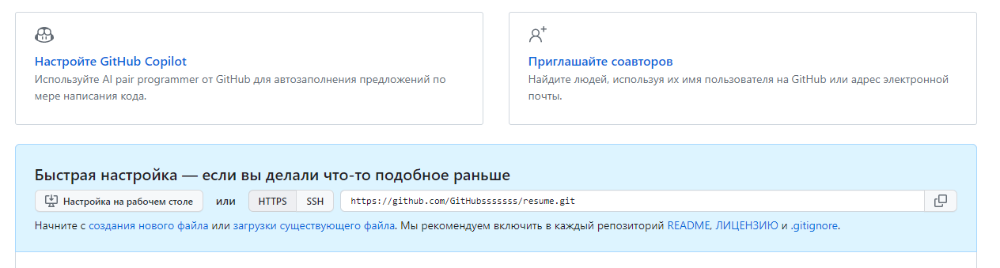 Настройте GitHub Copilot
Используйте AI pair programmer от GitHub для автозаполнения предложений по
мере написания кода.
Приглашайте соавторов
Найдите людей, используя их имя пользователя на GitHub или адрес электронной
почты.
Быстрая настройка — если вы делали что-то подобное раньше
Настройка на рабочем столе или HTTPS SSH https://github.com/GitHubsssssss/resume.git
Начните с создания нового файла или загрузки существующего файла. Мы рекомендуем включить в каждый репозиторий README, ЛИЦЕНЗИЮ и .gitignore.